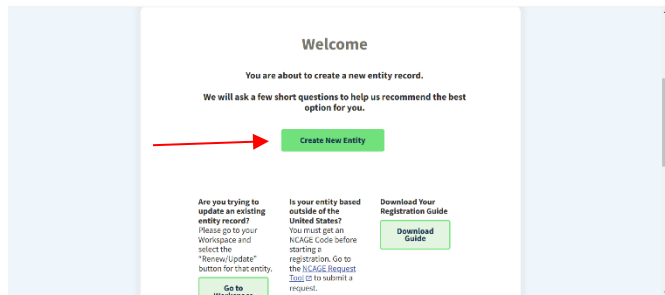 Welcome
You are about to create a new entity record.
We will ask a few short questions to help us recommend the best
option for you.
Create New Entity
Are you trying to
update an existing
entity record?
Please go to your
Workspace and
select the
"Renew/Update"
button for that entity.
Go to
Workspace
Is your entity based
outside of the
United States?
You must get an
NCAGE Code before
starting a
registration. Go to
the NCAGE Request
Tool to submit a
request.
Download Your
Registration Guide
Download
Guide